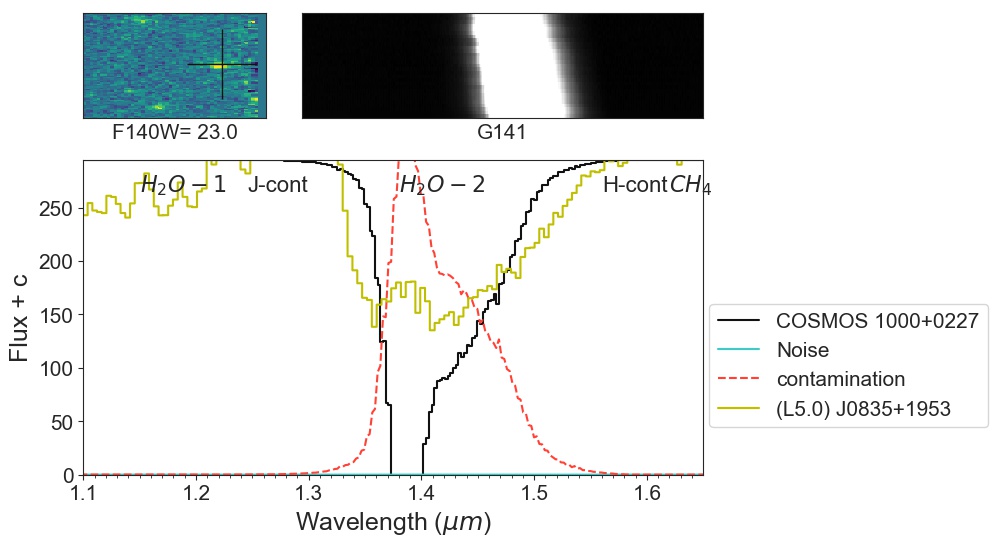 F140W= 23.0
G141
H₂O − 1
J-cont
H₂O − 2
H-cont
CH₄
250
200
150
100
50
0
Flux + c
1.1
1.2
1.3
1.4
1.5
1.6
Wavelength (μm)
COSMOS 1000+0227
Noise
contamination
(L5.0) J0835+1953